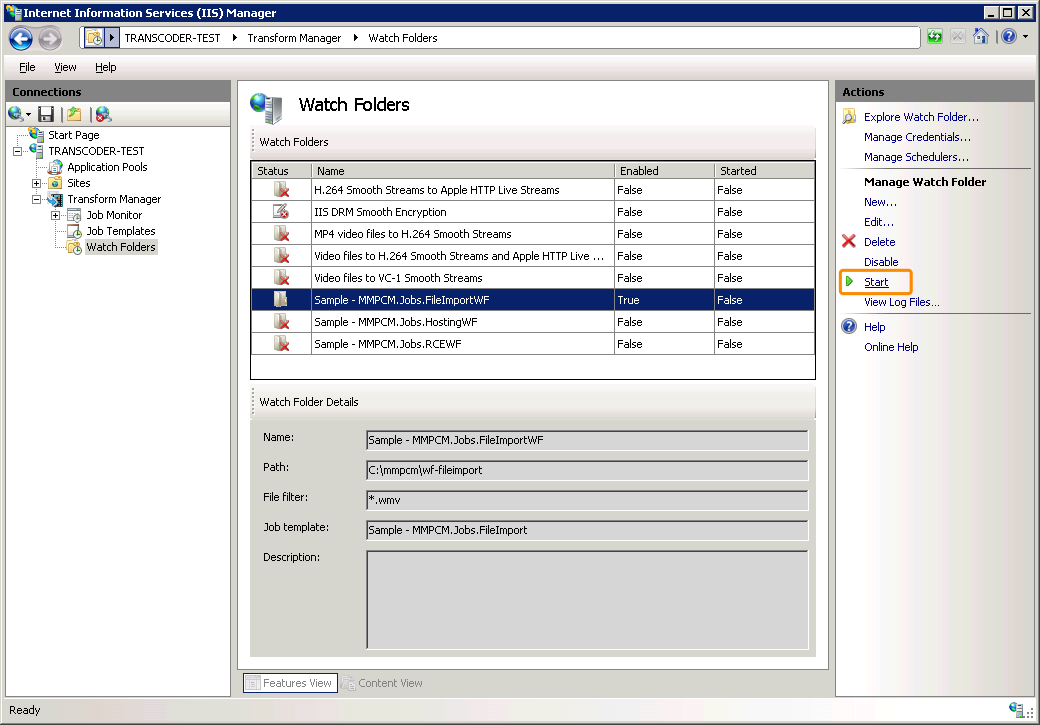 Internet Information Services (IIS) Manager
TRANSCODER-TEST Transform Manager Watch Folders
File View Help
Connections
Start Page
TRANSCODER-TEST
Application Pools
Sites
Transform Manager
Job Monitor
Job Templates
Watch Folders
Watch Folders
Watch Folders
Status Name Enabled Started
H.264 Smooth Streams to Apple HTTP Live Streams False False
IIS DRM Smooth Encryption False False
MP4 video files to H.264 Smooth Streams False False
Video files to H.264 Smooth Streams and Apple HTTP Live ... False False
Video files to VC-1 Smooth Streams False False
Sample - MMPCM.Jobs.FileImportWF True False
Sample - MMPCM.Jobs.HostingWF False False
Sample - MMPCM.Jobs.RCEWF False False
Watch Folder Details
Name: Sample - MMPCM.Jobs.FileImportWF
Path: C:\mmpcm\wf-fileimport
File filter: *.wmv
Job template: Sample - MMPCM.Jobs.FileImport
Description:
Features View Content View
Actions
Explore Watch Folder...
Manage Credentials...
Manage Schedulers...
Manage Watch Folder
New...
Edit...
Delete
Disable
Start
View Log Files...
Help
Online Help
Ready